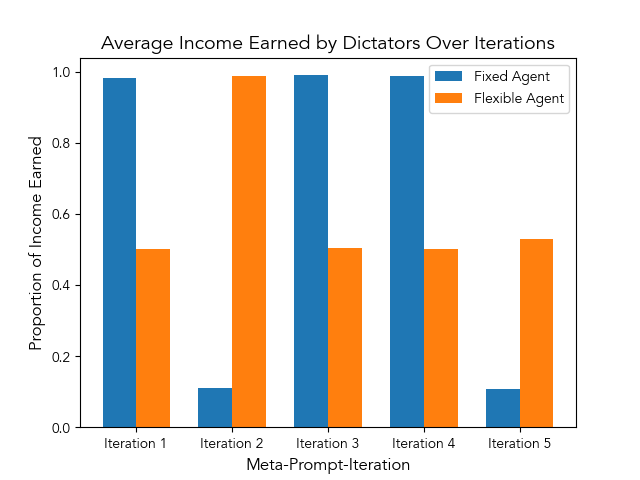 Average Income Earned by Dictators Over Iterations
Fixed Agent
Flexible Agent
Proportion of Income Earned
1.0
0.8
0.6
0.4
0.2
0.0
Iteration 1 Iteration 2 Iteration 3 Iteration 4 Iteration 5
Meta-Prompt-Iteration